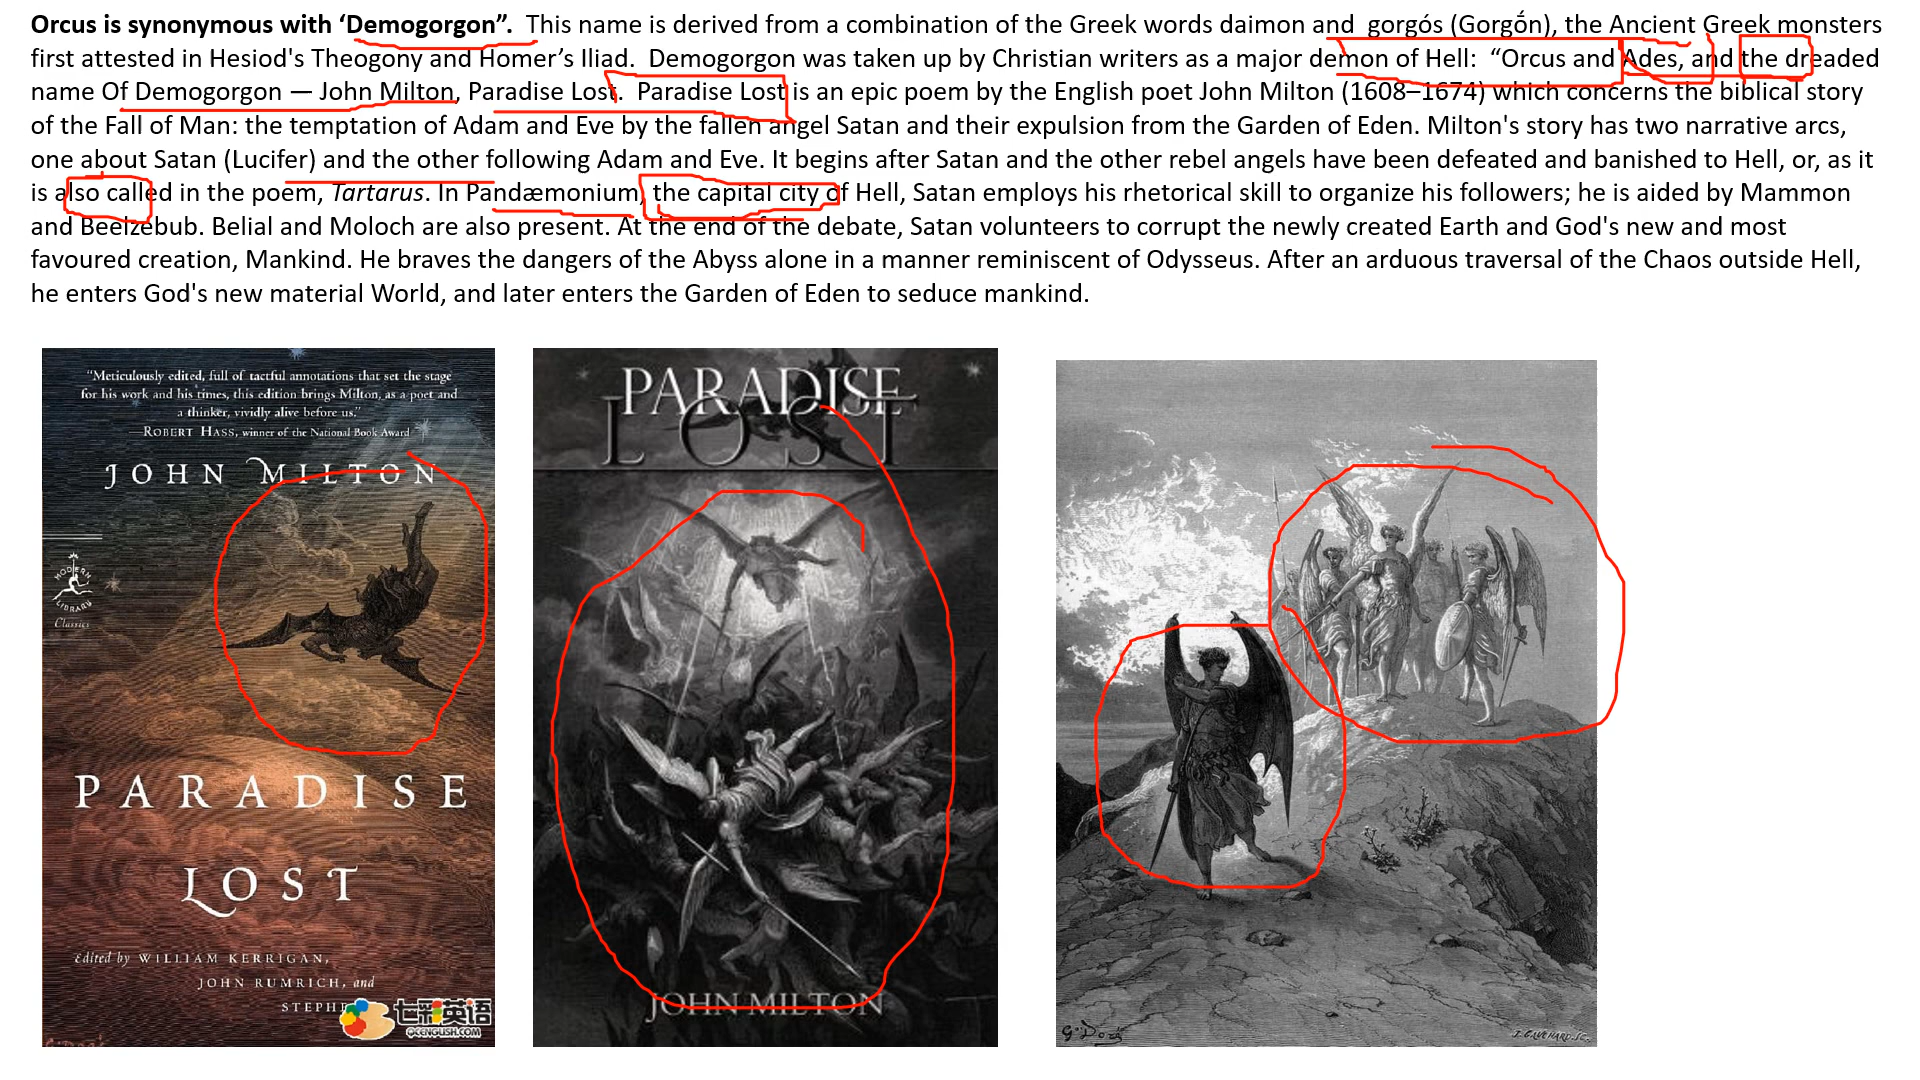 Orcus is synonymous with ‘Demogorgon”. This name is derived from a combination of the Greek words daimon and gorgós (Gorgṓn), the Ancient Greek monsters
first attested in Hesiod's Theogony and Homer’s Iliad. Demogorgon was taken up by Christian writers as a major demon of Hell: “Orcus and Ades, and the dreaded
name Of Demogorgon — John Milton, Paradise Lost. Paradise Lost is an epic poem by the English poet John Milton (1608–1674) which concerns the biblical story
of the Fall of Man: the temptation of Adam and Eve by the fallen angel Satan and their expulsion from the Garden of Eden. Milton's story has two narrative arcs,
one about Satan (Lucifer) and the other following Adam and Eve. It begins after Satan and the other rebel angels have been defeated and banished to Hell, or, as it
is also called in the poem, Tartarus. In Pandæmonium, the capital city of Hell, Satan employs his rhetorical skill to organize his followers; he is aided by Mammon
and Beelzebub. Belial and Moloch are also present. At the end of the debate, Satan volunteers to corrupt the newly created Earth and God's new and most
favoured creation, Mankind. He braves the dangers of the Abyss alone in a manner reminiscent of Odysseus. After an arduous traversal of the Chaos outside Hell,
he enters God's new material World, and later enters the Garden of Eden to seduce mankind.
“Meticulously edited, full of tactful annotations that set the stage
for his work and his times, this edition brings Milton, as a poet and
a thinker, vividly alive before us.”
—ROBERT HASS, winner of the National Book Award
JOHN MILTON
MODERN
LIBRARY
Classics
PARADISE
LOST
Edited by WILLIAM KERRIGAN,
JOHN RUMRICH, and
STEPHE
七彩英语
QCENGLISH.COM
PARADISE
LOST
JOHN MILTON
G. Doré